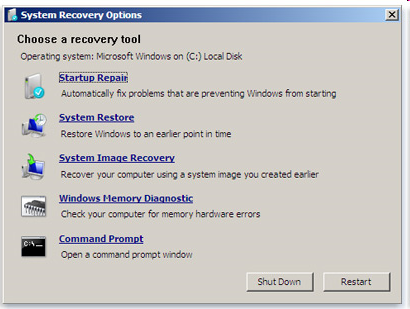 System Recovery Options
Choose a recovery tool
Operating system: Microsoft Windows on (C:) Local Disk
Startup Repair
Automatically fix problems that are preventing Windows from starting
System Restore
Restore Windows to an earlier point in time
System Image Recovery
Recover your computer using a system image you created earlier
Windows Memory Diagnostic
Check your computer for memory hardware errors
C:\_
Command Prompt
Open a command prompt window
Shut Down Restart